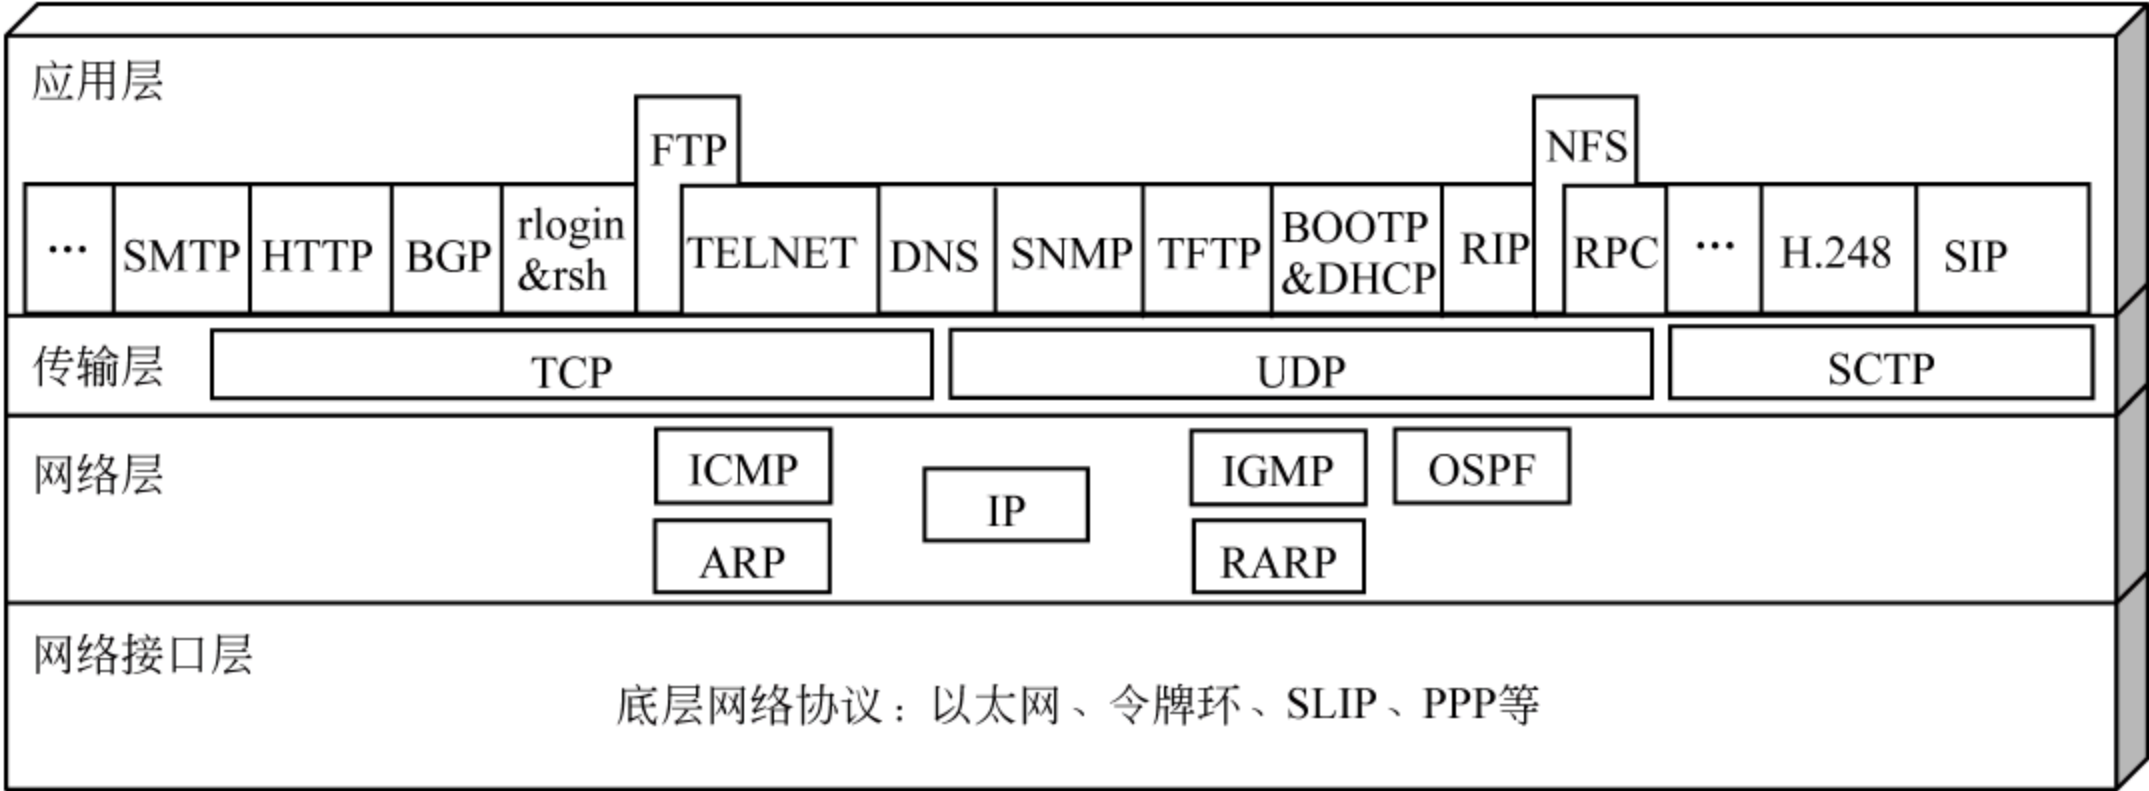 应用层
FTP
NFS
… SMTP HTTP BGP rlogin &rsh TELNET DNS SNMP TFTP BOOTP &DHCP RIP RPC … H.248 SIP
传输层
TCP UDP SCTP
网络层
ICMP IGMP OSPF
IP
ARP RARP
网络接口层
底层网络协议：以太网、令牌环、SLIP、PPP等